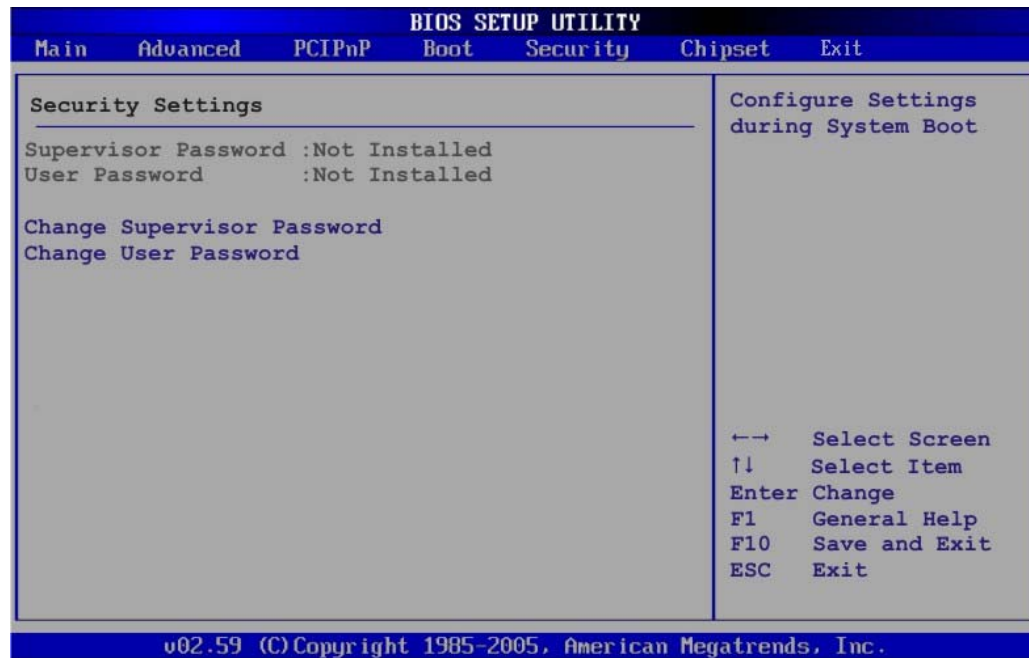 BIOS SETUP UTILITY
Main Advanced PCIPnP Boot Security Chipset Exit
Security Settings
Supervisor Password :Not Installed
User Password :Not Installed
Change Supervisor Password
Change User Password
Configure Settings
during System Boot
←→ Select Screen
↑↓ Select Item
Enter Change
F1 General Help
F10 Save and Exit
ESC Exit
v02.59 (C)Copyright 1985-2005, American Megatrends, Inc.